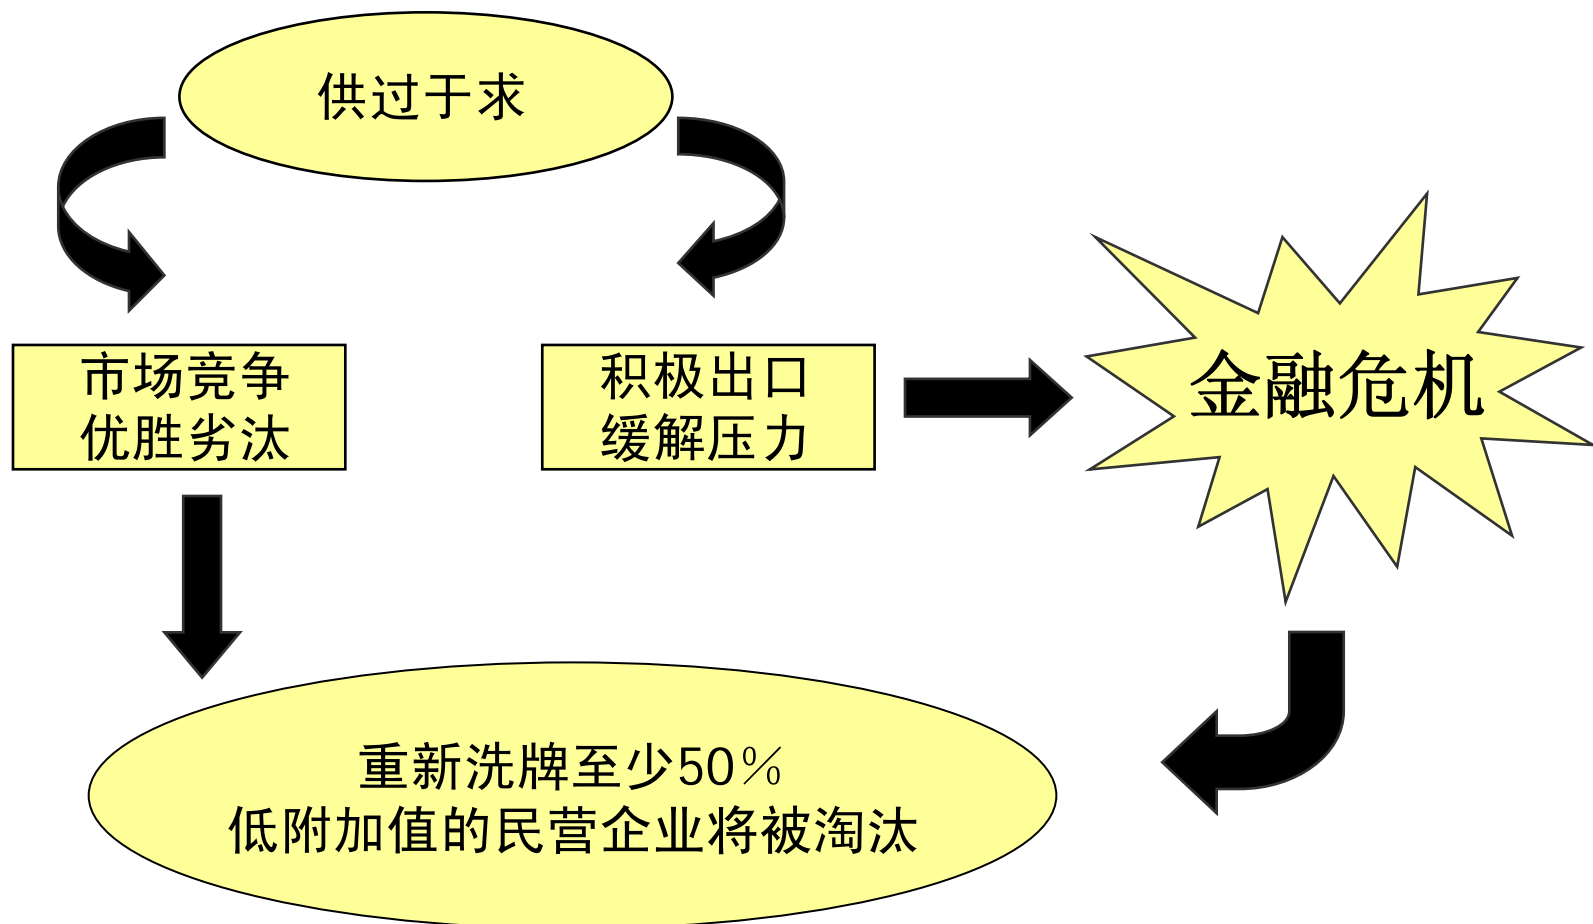 供过于求
市场竞争
优胜劣汰
积极出口
缓解压力
金融危机
重新洗牌至少50％
低附加值的民营企业将被淘汰